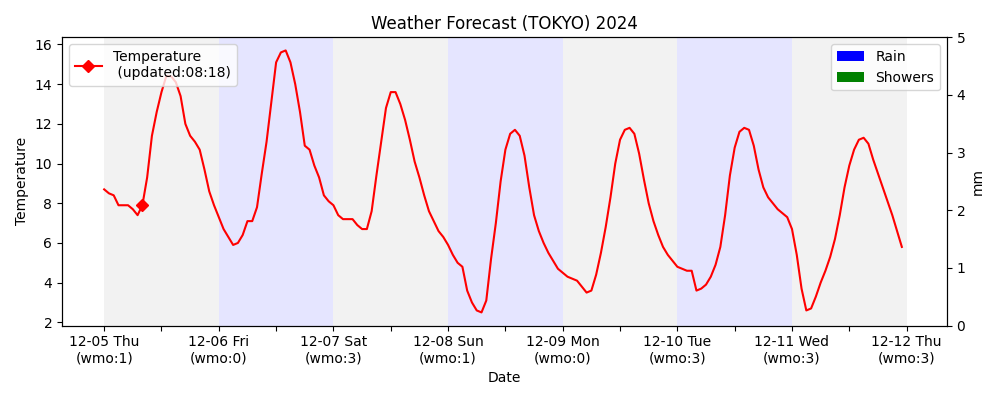 Weather Forecast (TOKYO) 2024
Temperature
(updated:08:18)
Rain
Showers
16
14
12
10
8
6
4
2
Temperature
5
4
3
2
1
0
mm
12-05 Thu
(wmo:1)
12-06 Fri
(wmo:0)
12-07 Sat
(wmo:3)
12-08 Sun
(wmo:1)
12-09 Mon
(wmo:0)
12-10 Tue
(wmo:3)
12-11 Wed
(wmo:3)
12-12 Thu
(wmo:3)
Date